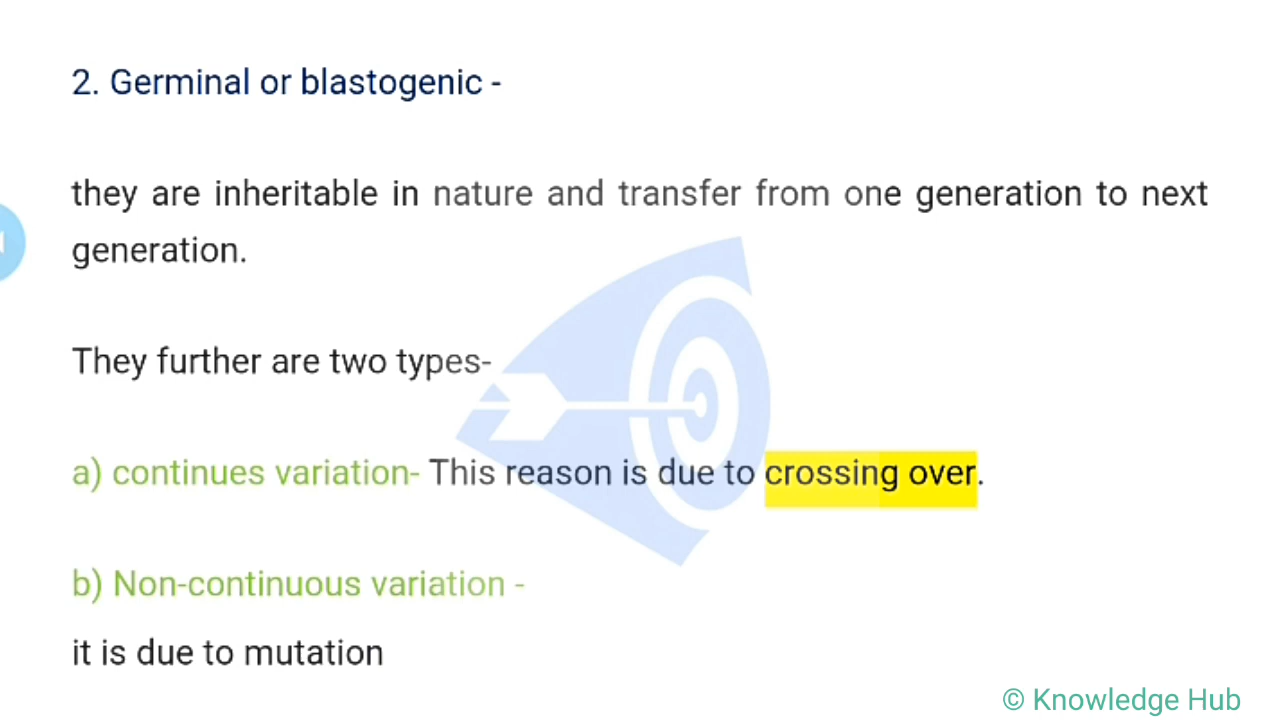 2. Germinal or blastogenic -
they are inheritable in nature and transfer from one generation to next
generation.
They further are two types-
a) continues variation- This reason is due to crossing over.
b) Non-continuous variation -
it is due to mutation
© Knowledge Hub